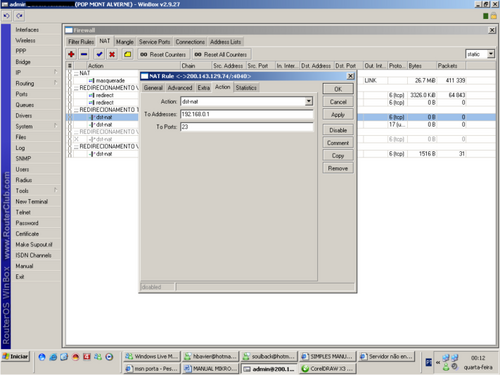 admin
(POP MONT ALVERNE) - WinBox v2.9.27
Interfaces
Wireless
PPP
Bridge
IP
Routing
Ports
Queues
Drivers
System
Files
Log
SNMP
Users
Radius
Tools
New Terminal
Telnet
Password
Certificate
Make Supout.rif
ISDN Channels
Manual
Exit
RouterOS WinBox www.RouterClub.com
Firewall
Filter Rules NAT Mangle Service Ports Connections Address Lists
Reset Counters Reset All Counters static
# Action Chain Src. Address Src. Port In. Inter... Dst. Address Dst. Port Out. Int... Proto... Bytes Packets
;;; NAT
masquerade LINK 26.7 MiB 411 339
;;; REDIRECIONAMENTO
redirect 6 (tcp) 3326.0 KiB 64 843
redirect 6 (tcp) 0 B 0
;;; REDIRECIONAMENTO T
dst-nat 6 (tcp) 0 B 0
dst-nat 17 (u... 0 B 0
;;; REDIRECIONAMENTO
dst-nat 6 (tcp) 0 B 0
;;; REDIRECIONAMENTO
dst-nat 6 (tcp) 1516 B 31
NAT Rule <->200.143.129.74/:4040>
General Advanced Extra Action Statistics
Action: dst-nat
To Addresses: 192.168.0.1
To Ports: 23
OK
Cancel
Apply
Disable
Comment
Copy
Remove
disabled
Iniciar
Windows Live M...
hbavier@hotma...
soulback@hotma...
SIMPLES MANU...
Servidor não en...
msn porta - Pes...
MANUAL MIKRO...
admin@200.1...
CorelDRAW X3 ...
PT
00:12
quarta-feira